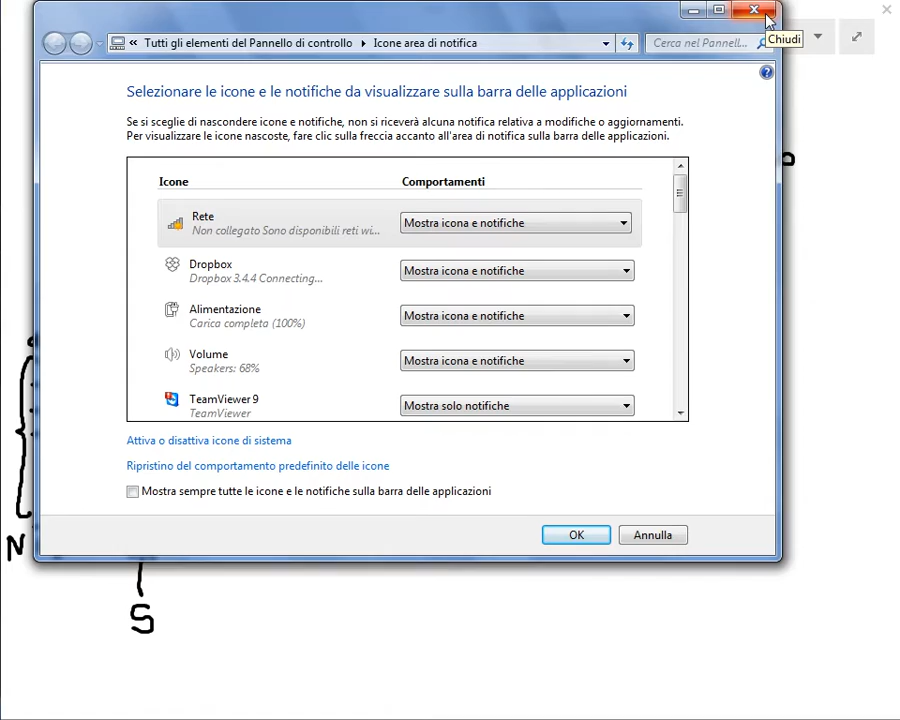 « Tutti gli elementi del Pannello di controllo Icone area di notifica
Cerca nel Pannell...
Chiudi
Selezionare le icone e le notifiche da visualizzare sulla barra delle applicazioni
Se si sceglie di nascondere icone e notifiche, non si riceverà alcuna notifica relativa a modifiche o aggiornamenti.
Per visualizzare le icone nascoste, fare clic sulla freccia accanto all'area di notifica sulla barra delle applicazioni.
Icone Comportamenti
Rete
Non collegato Sono disponibili reti wi...
Mostra icona e notifiche
Dropbox
Dropbox 3.4.4 Connecting...
Mostra icona e notifiche
Alimentazione
Carica completa (100%)
Mostra icona e notifiche
Volume
Speakers: 68%
Mostra icona e notifiche
TeamViewer 9
TeamViewer
Mostra solo notifiche
Attiva o disattiva icone di sistema
Ripristino del comportamento predefinito delle icone
Mostra sempre tutte le icone e le notifiche sulla barra delle applicazioni
OK Annulla
N
S